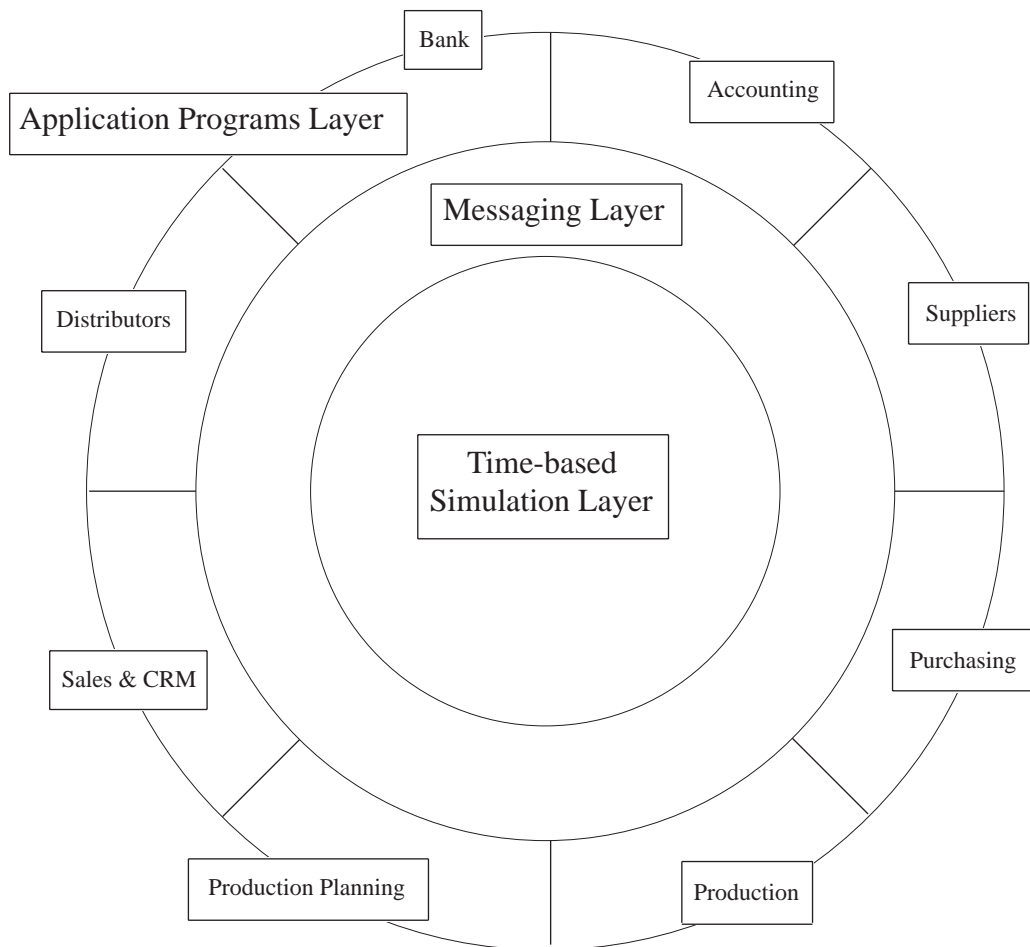 Bank
Accounting
Application Programs Layer
Messaging Layer
Distributors
Suppliers
Time-based
Simulation Layer
Sales & CRM
Purchasing
Production Planning
Production